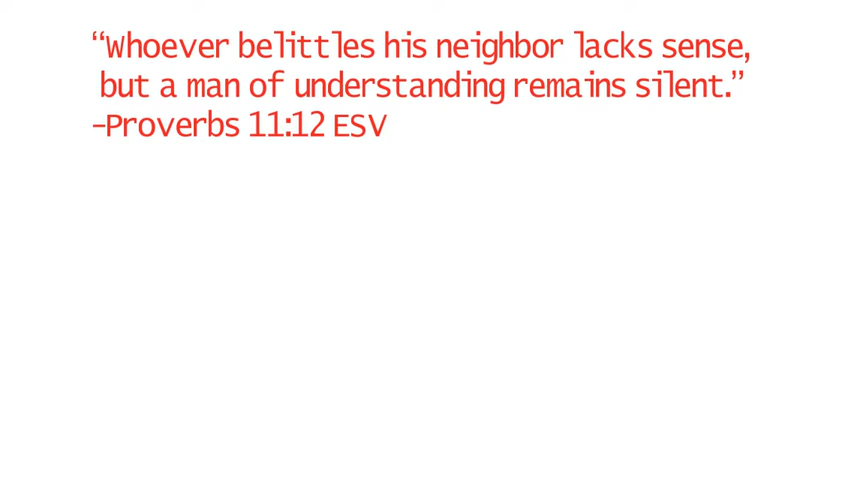 “Whoever belittles his neighbor lacks sense,
but a man of understanding remains silent.”
–Proverbs 11:12 ESV